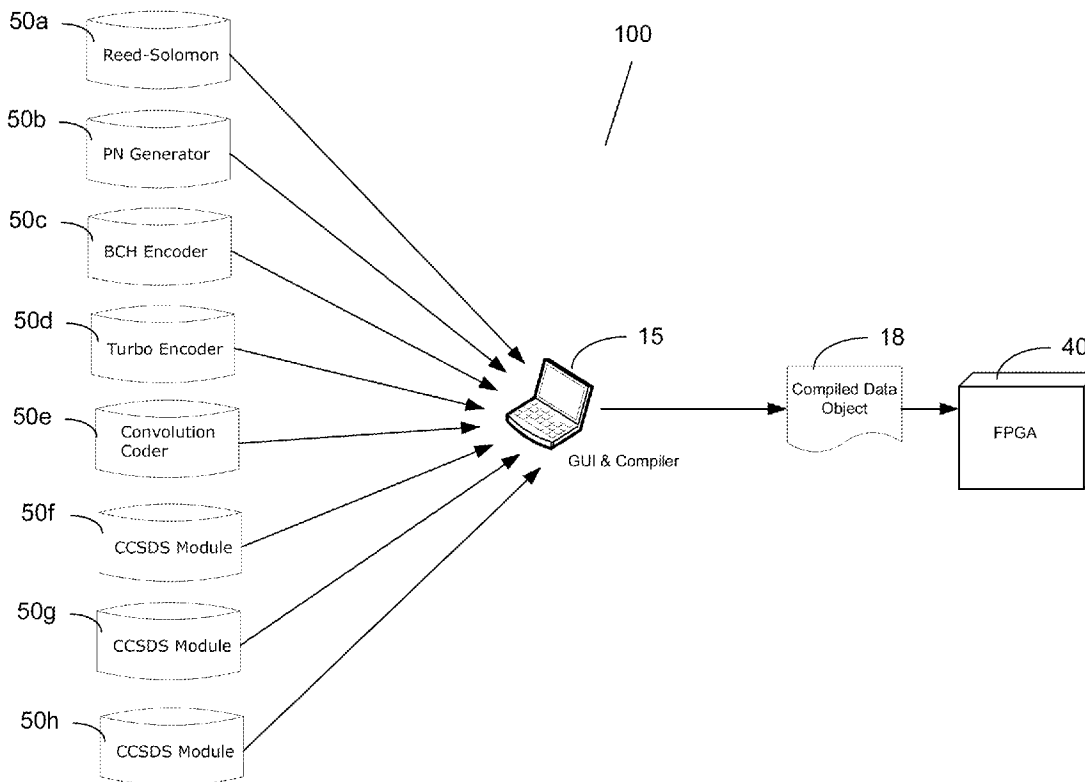 50a
Reed-Solomon
100
50b
PN Generator
50c
BCH Encoder
50d
Turbo Encoder
15
18
40
Compiled Data
Object
FPGA
GUI & Compiler
50e
Convolution
Coder
50f
CCSDS Module
50g
CCSDS Module
50h
CCSDS Module